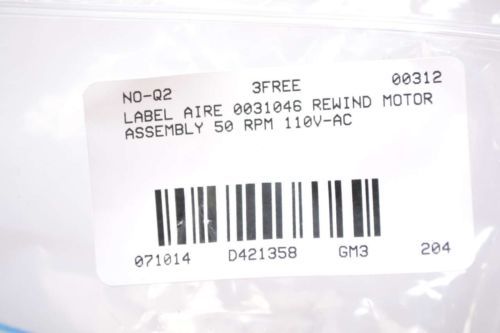 NO-Q2 3FREE 00312
LABEL AIRE 0031046 REWIND MOTOR
ASSEMBLY 50 RPM 110V-AC
071014 D421358 GM3 204